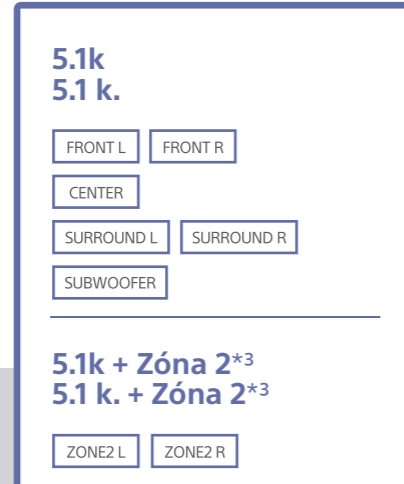 5.1k
5.1 k.
FRONT L FRONT R
CENTER
SURROUND L SURROUND R
SUBWOOFER
5.1k + Zóna 2*3
5.1 k. + Zóna 2*3
ZONE2 L ZONE2 R